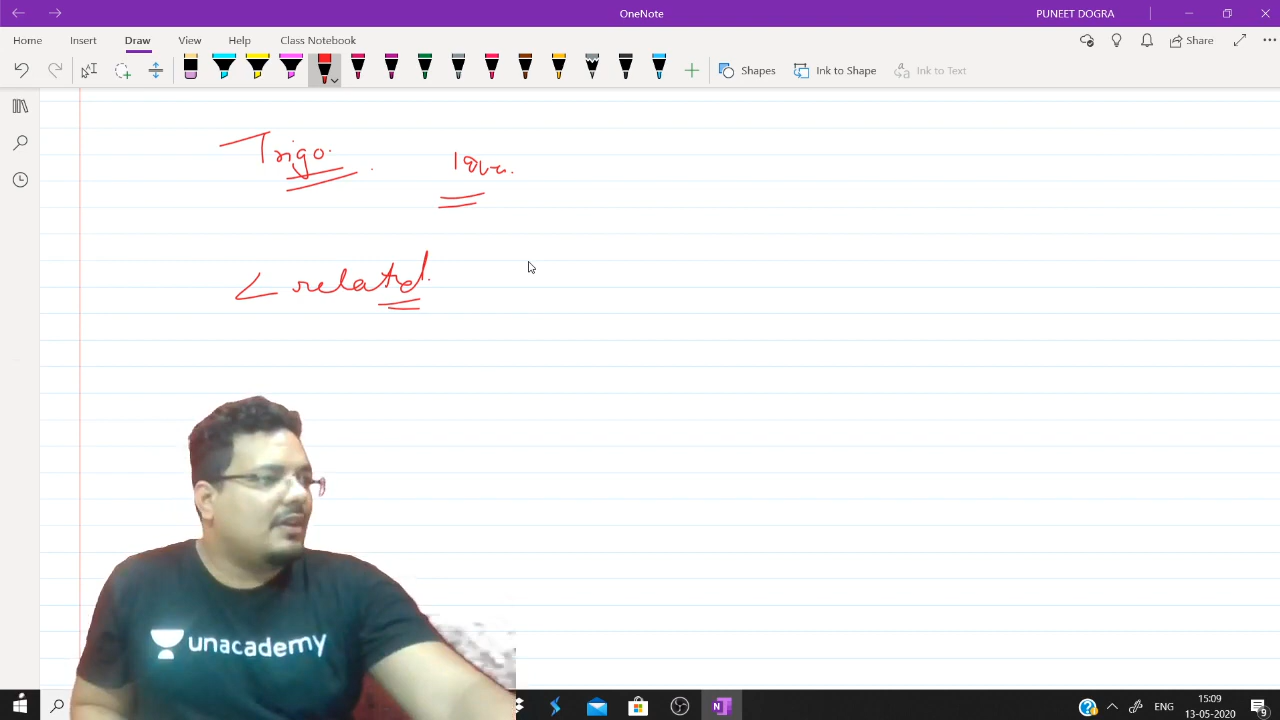 OneNote
PUNEET DOGRA
Home Insert Draw View Help Class Notebook
Share
Shapes Ink to Shape Ink to Text
Trigo.
∠ related.
unacademy
ENG
15:09
13-05-2020
9